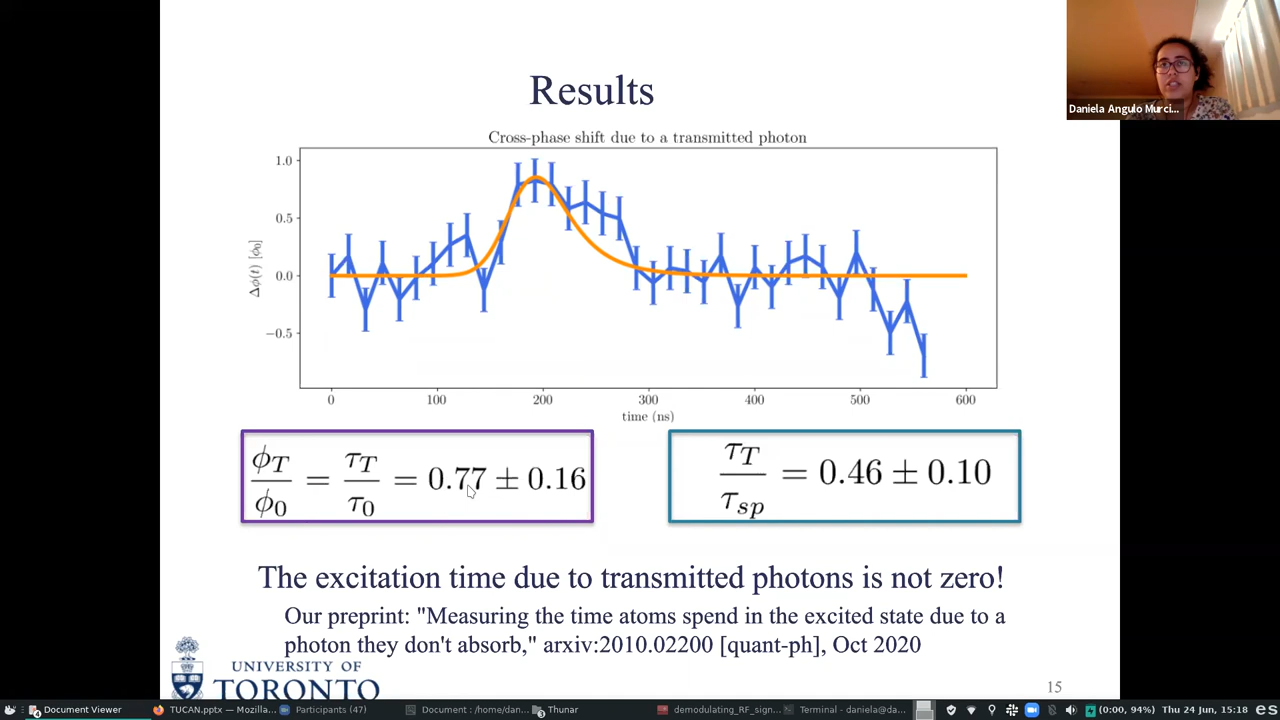 Results
Cross-phase shift due to a transmitted photon
1.0
0.5
0.0
−0.5
Δϕ(t) [ϕ₀]
0 100 200 300 400 500 600
time (ns)
ϕ_T/ϕ_0 = τ_T/τ_0 = 0.77 ± 0.16
τ_T/τ_sp = 0.46 ± 0.10
The excitation time due to transmitted photons is not zero!
Our preprint: "Measuring the time atoms spend in the excited state due to a
photon they don't absorb," arxiv:2010.02200 [quant-ph], Oct 2020
UNIVERSITY OF
TORONTO
15
Daniela Angulo Murci...
4 Document Viewer
TUCAN.pptx — Mozilla...
Participants (47)
Document : /home/dan...
3 Thunar
demodulating_RF_sign...
Terminal - daniela@da...
(0:00, 94%) Thu 24 Jun, 15:18 es